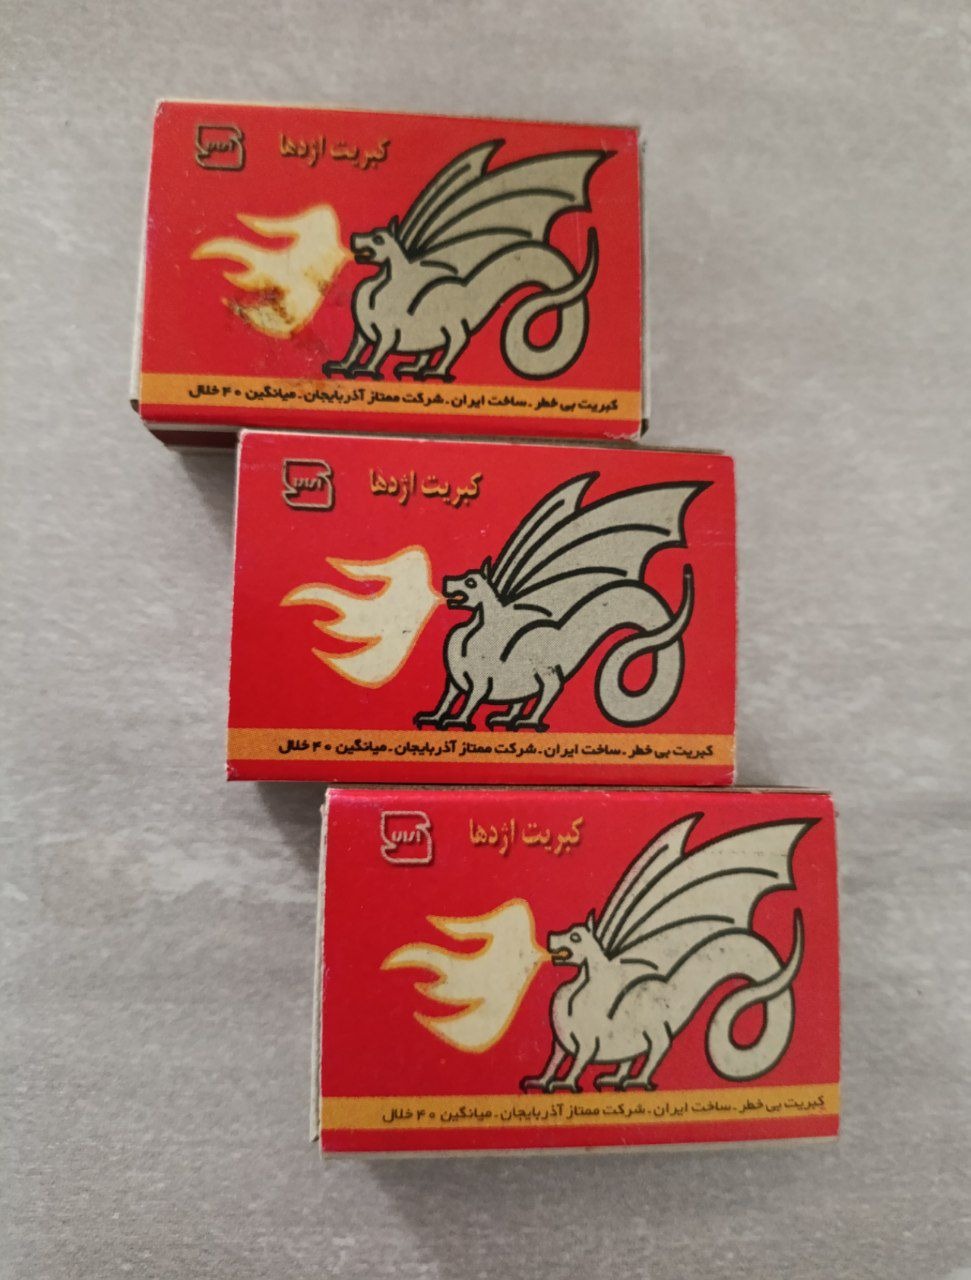 کبریت اژدها
کبریت بی خطر ـ ساخت ایران ـ شرکت ممتاز آذربایجان ـ میانگین ۴۰ خلال
کبریت اژدها
کبریت بی خطر ـ ساخت ایران ـ شرکت ممتاز آذربایجان ـ میانگین ۴۰ خلال
کبریت اژدها
کبریت بی خطر ـ ساخت ایران ـ شرکت ممتاز آذربایجان ـ میانگین ۴۰ خلال